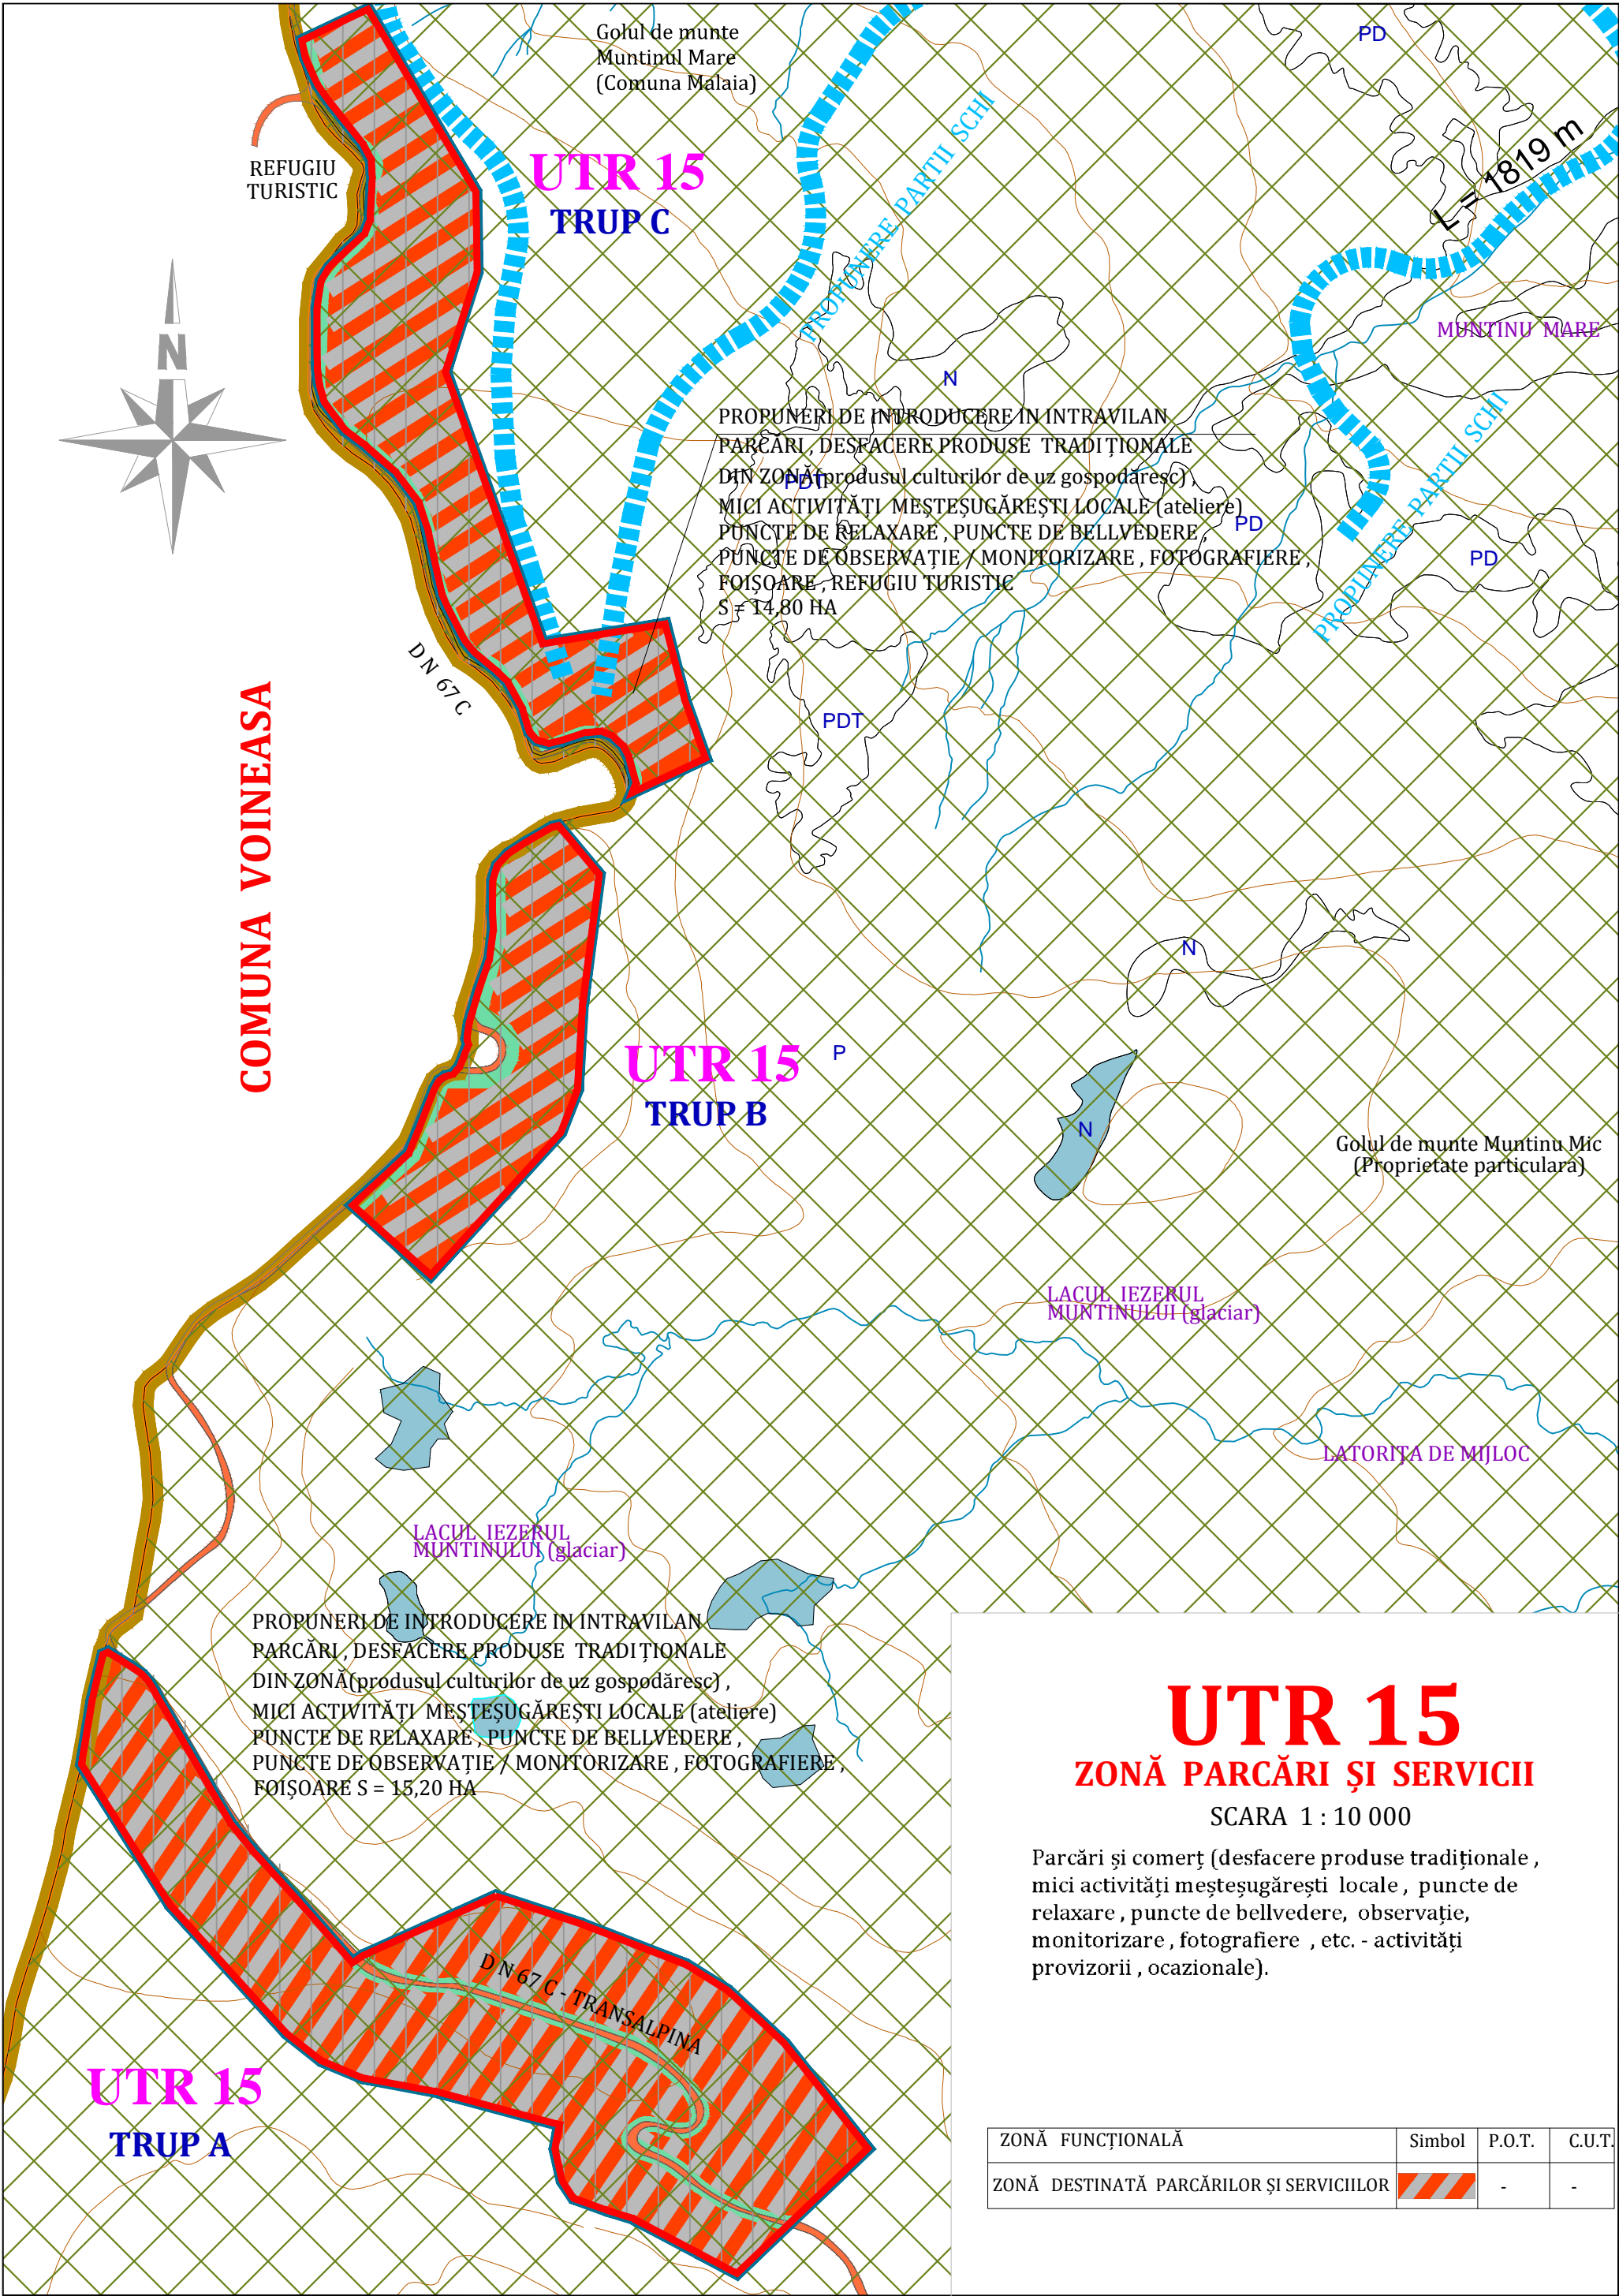 Golul de munte
Muntinul Mare
(Comuna Malaia)
PD
REFUGIU
TURISTIC
UTR 15
TRUP C
PROPUNERE PARTII SCHI
L = 1819 m
MUNTINU MARE
N
N
PROPUNERI DE INTRODUCERE IN INTRAVILAN
PARCĂRI , DESFACERE PRODUSE TRADIȚIONALE
DIN ZONĂ(produsul culturilor de uz gospodăresc) ,
PDT
MICI ACTIVITĂȚI MEȘTEȘUGĂREȘTI LOCALE (ateliere)
PUNCTE DE RELAXARE , PUNCTE DE BELLVEDERE ,
PUNCTE DE OBSERVAȚIE / MONITORIZARE , FOTOGRAFIERE ,
FOIȘOARE , REFUGIU TURISTIC
S = 14,80 HA
PD
PD
PROPUNERE PARTII SCHI
D N 67 C
PDT
COMUNA VOINEASA
N
UTR 15
TRUP B
P
N
Golul de munte Muntinu Mic
(Proprietate particulara)
LACUL IEZERUL
MUNTINULUI (glaciar)
LATORIȚA DE MIJLOC
LACUL IEZERUL
MUNTINULUI (glaciar)
PROPUNERI DE INTRODUCERE IN INTRAVILAN
PARCĂRI , DESFACERE PRODUSE TRADIȚIONALE
DIN ZONĂ(produsul culturilor de uz gospodăresc) ,
MICI ACTIVITĂȚI MEȘTEȘUGĂREȘTI LOCALE (ateliere)
PUNCTE DE RELAXARE , PUNCTE DE BELLVEDERE ,
PUNCTE DE OBSERVAȚIE / MONITORIZARE , FOTOGRAFIERE ,
FOIȘOARE S = 15,20 HA
D N 67 C - TRANSALPINA
UTR 15
TRUP A
UTR 15
ZONĂ PARCĂRI ȘI SERVICII
SCARA 1 : 10 000
Parcări și comerț (desfacere produse tradiționale ,
mici activități meșteșugărești locale , puncte de
relaxare , puncte de bellvedere, observație,
monitorizare , fotografiere , etc. - activități
provizorii , ocazionale).
ZONĂ FUNCȚIONALĂ Simbol P.O.T. C.U.T.
ZONĂ DESTINATĂ PARCĂRILOR ȘI SERVICIILOR - -